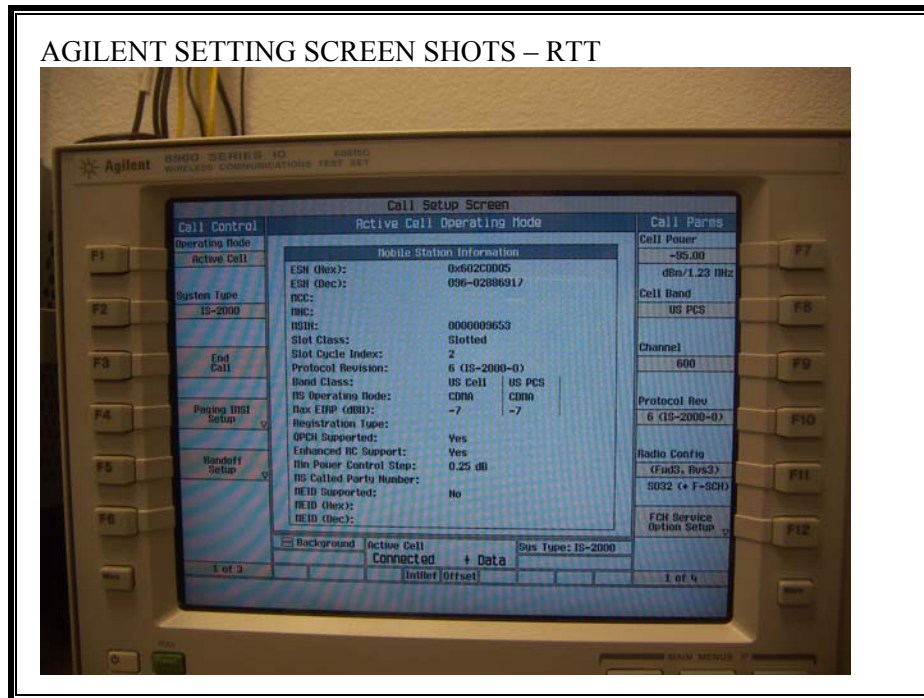 AGILENT SETTING SCREEN SHOTS – RTT
Agilent 8960 SERIES 10 E5515C
WIRELESS COMMUNICATIONS TEST SET
Call Setup Screen
Call Control
Active Cell Operating Mode
Call Parms
Operating Mode
Active Cell
System Type
IS-2000
End
Call
Paging IMSI
Setup
Handoff
Setup
1 of 3
Mobile Station Information
ESN (Hex): 0x602C0D05
ESN (Dec): 096-02886917
MCC:
MNC:
MSIN: 0000009653
Slot Class: Slotted
Slot Cycle Index: 2
Protocol Revision: 6 (IS-2000-0)
Band Class: US Cell US PCS
MS Operating Mode: CDMA CDMA
Max EIRP (dBW): -7 -7
Registration Type:
QPCH Supported: Yes
Enhanced RC Support: Yes
Min Power Control Step: 0.25 dB
MS Called Party Number:
MEID Supported: No
MEID (Hex):
MEID (Dec):
Background
Active Cell
Connected + Data
Sys Type: IS-2000
IntRef Offset
Cell Power
-95.00
dBm/1.23 MHz
Cell Band
US PCS
Channel
600
Protocol Rev
6 (IS-2000-0)
Radio Config
(Fwd3, Rvs3)
SO32 (+ F-SCH)
FCH Service
Option Setup
1 of 4
F1
F2
F3
F4
F5
F6
F7
F8
F9
F10
F11
F12
More
More
MAIN MENUS